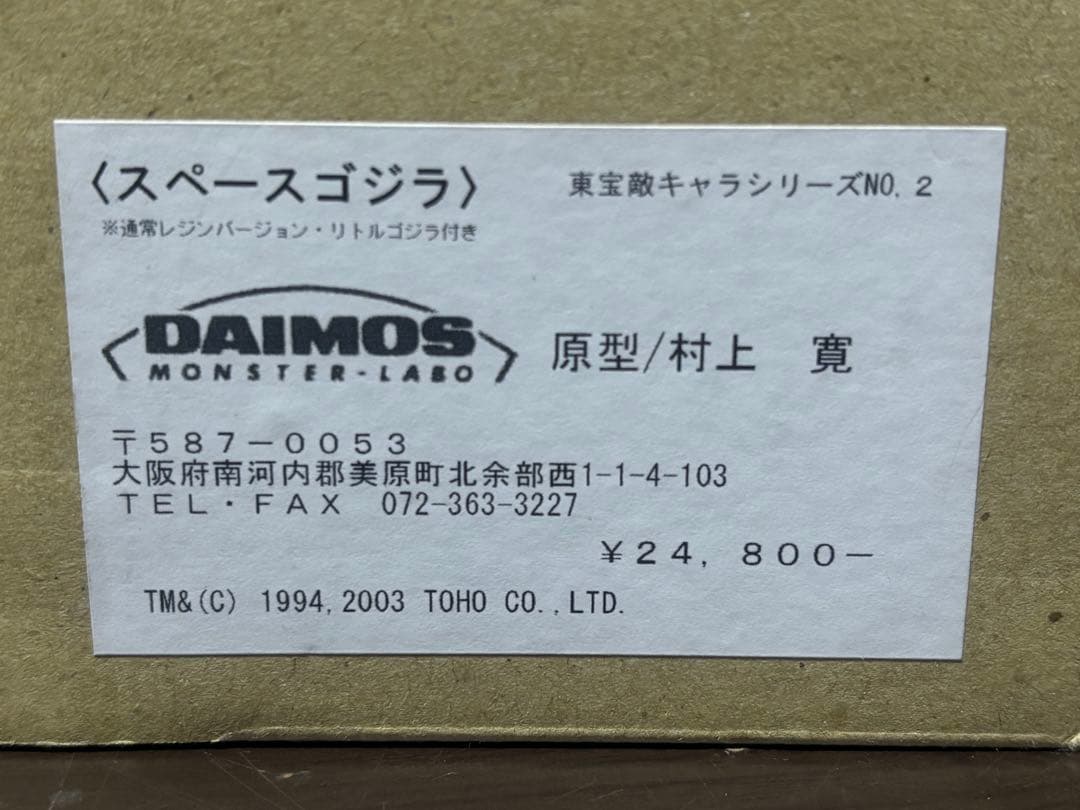 〈スペースゴジラ〉 東宝敵キャラシリーズNO.2
※通常レジンバージョン・リトルゴジラ付き
DAIMOS
MONSTER-LABO
原型/村上　寛
〒587-0053
大阪府南河内郡美原町北余部西1-1-4-103
TEL・FAX 072-363-3227
¥24,800-
TM&(C) 1994,2003 TOHO CO.,LTD.